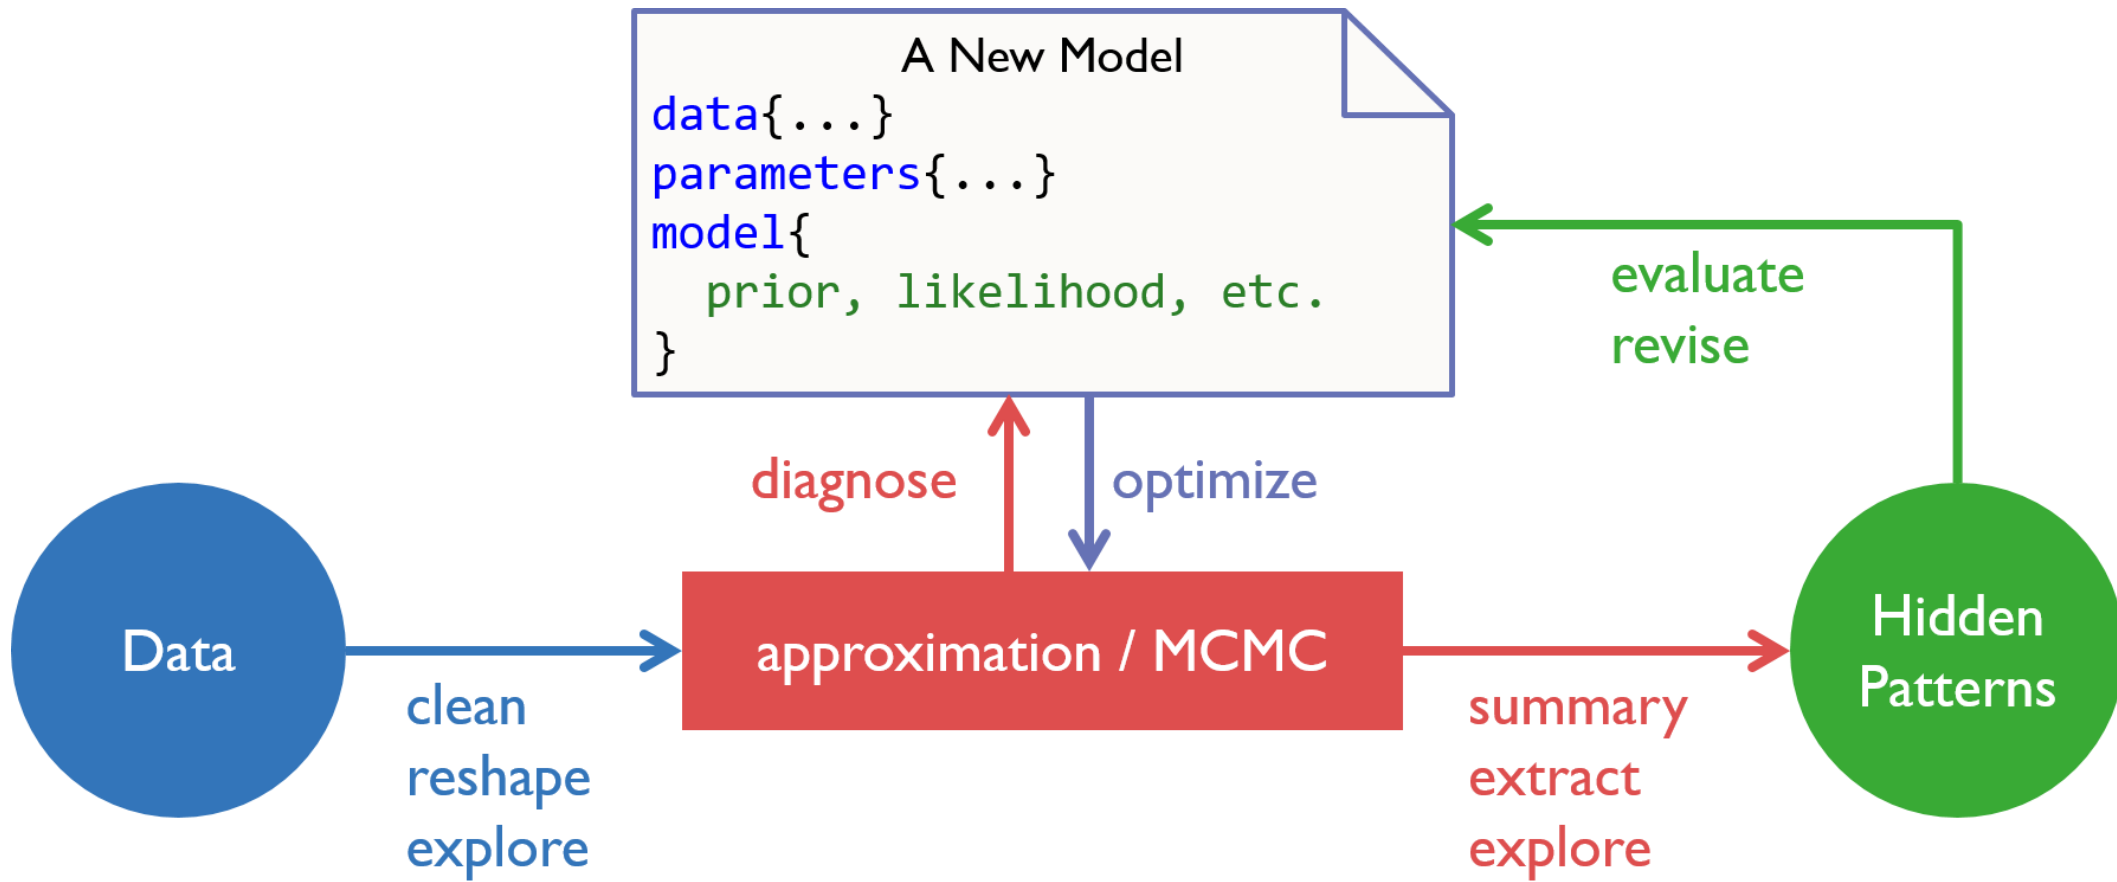 A New Model
data{...}
parameters{...}
model{
  prior, likelihood, etc.
}
evaluate
revise
diagnose
optimize
Data
approximation / MCMC
Hidden
Patterns
clean
reshape
explore
summary
extract
explore